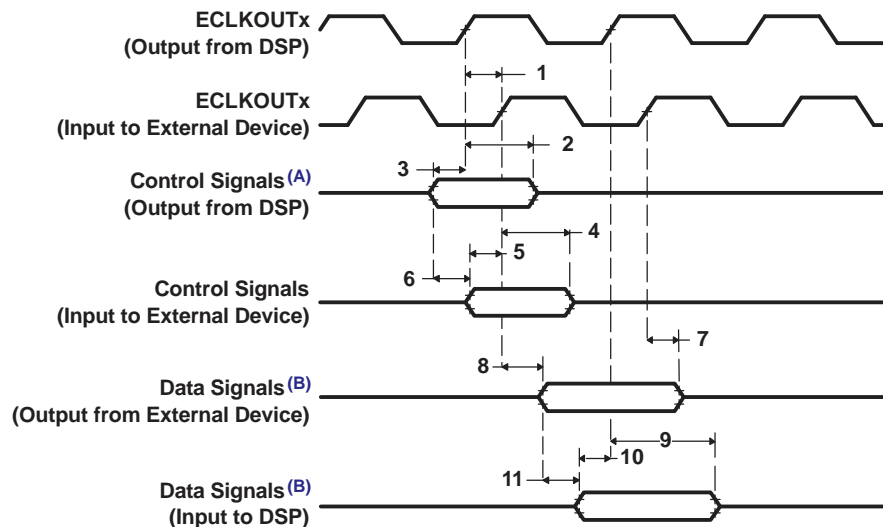 ECLKOUTx
(Output from DSP)
1
ECLKOUTx
(Input to External Device)
2
3
Control Signals (A)
(Output from DSP)
4
5
6
Control Signals
(Input to External Device)
7
8
Data Signals (B)
(Output from External Device)
9
10
11
Data Signals (B)
(Input to DSP)